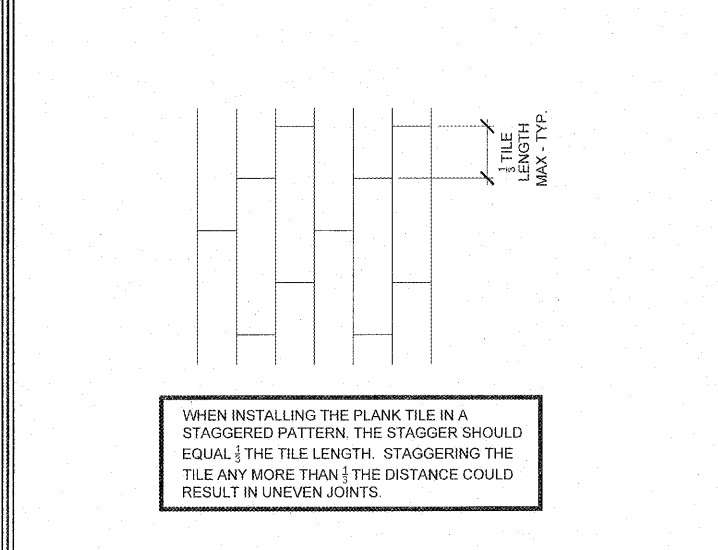 ⅓ TILE
LENGTH
MAX - TYP.
WHEN INSTALLING THE PLANK TILE IN A
STAGGERED PATTERN, THE STAGGER SHOULD
EQUAL ⅓ THE TILE LENGTH. STAGGERING THE
TILE ANY MORE THAN ⅓ THE DISTANCE COULD
RESULT IN UNEVEN JOINTS.